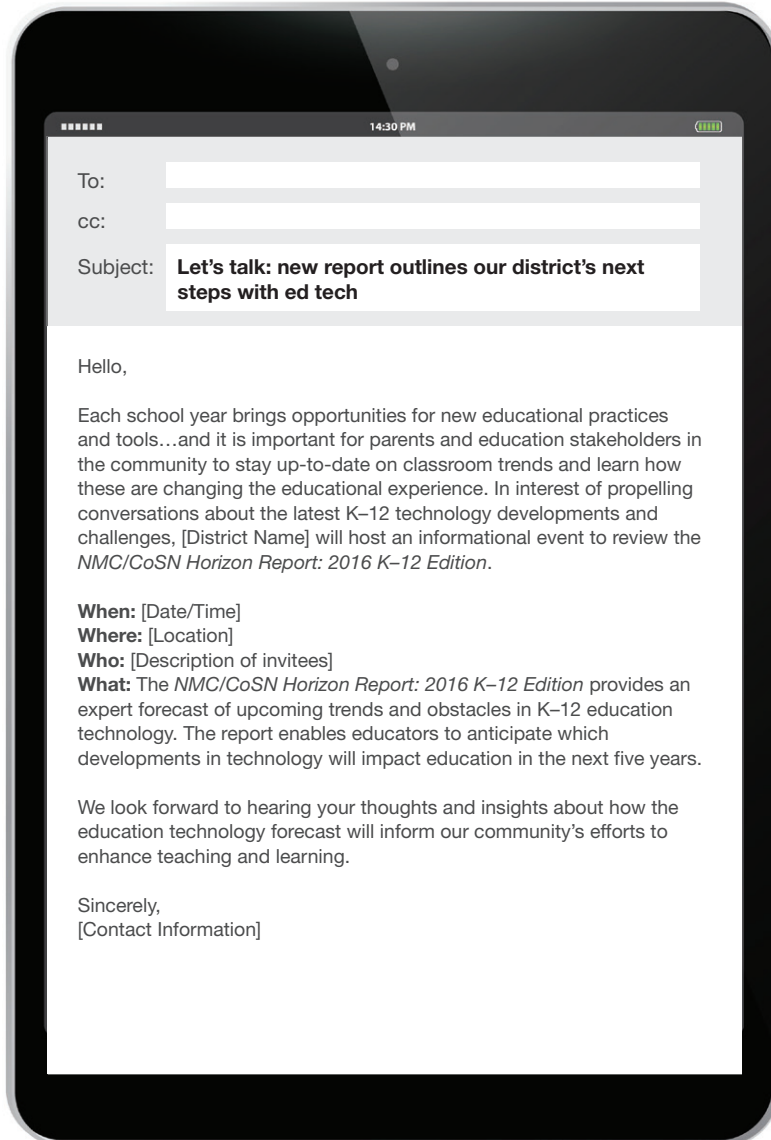 14:30 PM
To:
cc:
Subject: Let’s talk: new report outlines our district’s next
steps with ed tech
Hello,
Each school year brings opportunities for new educational practices
and tools…and it is important for parents and education stakeholders in
the community to stay up-to-date on classroom trends and learn how
these are changing the educational experience. In interest of propelling
conversations about the latest K–12 technology developments and
challenges, [District Name] will host an informational event to review the
NMC/CoSN Horizon Report: 2016 K–12 Edition.
When: [Date/Time]
Where: [Location]
Who: [Description of invitees]
What: The NMC/CoSN Horizon Report: 2016 K–12 Edition provides an
expert forecast of upcoming trends and obstacles in K–12 education
technology. The report enables educators to anticipate which
developments in technology will impact education in the next five years.
We look forward to hearing your thoughts and insights about how the
education technology forecast will inform our community’s efforts to
enhance teaching and learning.
Sincerely,
[Contact Information]